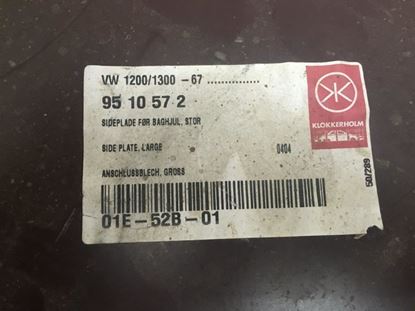 VW 1200/1300 -67 ...............
95 10 57 2
SIDEPLADE FØR BAGHJUL, STOR
SIDE PLATE, LARGE 0404
ANSCHLUSSBLECH, GROSS
01E-52B-01
KLOKKERHOLM
50/289